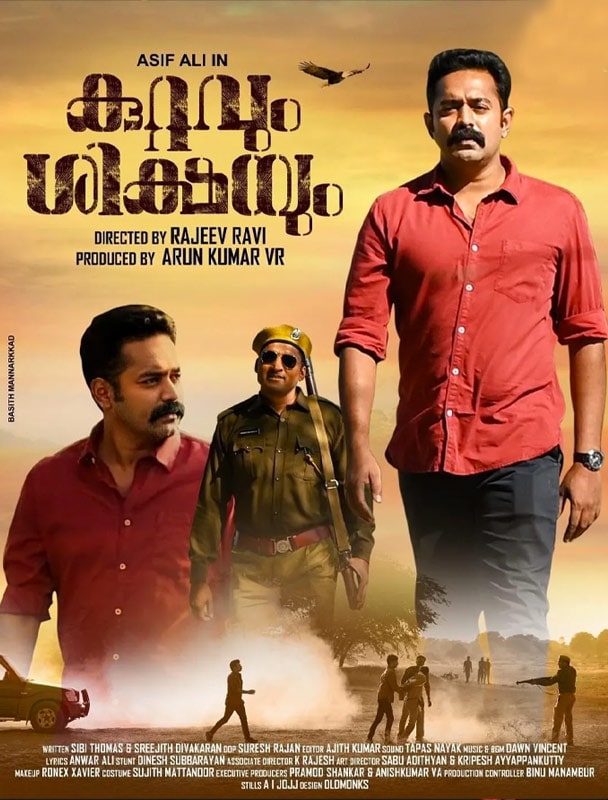 ASIF ALI IN
കുറ്റവും
ശിക്ഷയും
DIRECTED BY RAJEEV RAVI
PRODUCED BY ARUN KUMAR VR
BASITH MANNARKKAD
WRITTEN SIBI THOMAS & SREEJITH DIVAKARAN DOP SURESH RAJAN EDITOR AJITH KUMAR SOUND TAPAS NAYAK MUSIC & BGM DAWN VINCENT
LYRICS ANWAR ALI STUNT DINESH SUBBARAYAN ASSOCIATE DIRECTOR K RAJESH ART DIRECTOR SABU ADITHYAN & KRIPESH AYYAPPANKUTTY
MAKEUP RONEX XAVIER COSTUME SUJITH MATTANOOR EXECUTIVE PRODUCERS PRAMOD SHANKAR & ANISHKUMAR VA PRODUCTION CONTROLLER BINU MANAMBUR
STILLS A I JOJJ DESIGN OLDMONKS